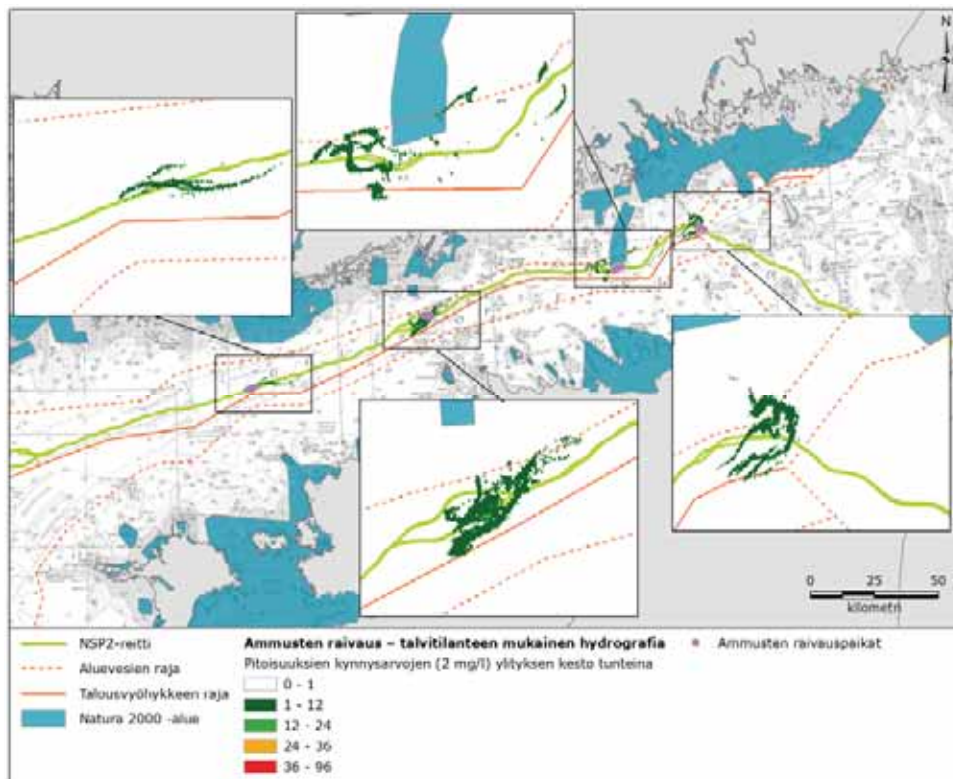 N
0 25 50
kilometri
NSP2-reitti
Aluevesien raja
Talousvyöhykkeen raja
Natura 2000 -alue
Ammusten raivaus – talvitilanteen mukainen hydrografia
Pitoisuuksien kynnysarvojen (2 mg/l) ylityksen kesto tunteina
0 - 1
1 - 12
12 - 24
24 - 36
36 - 96
Ammusten raivauspaikat